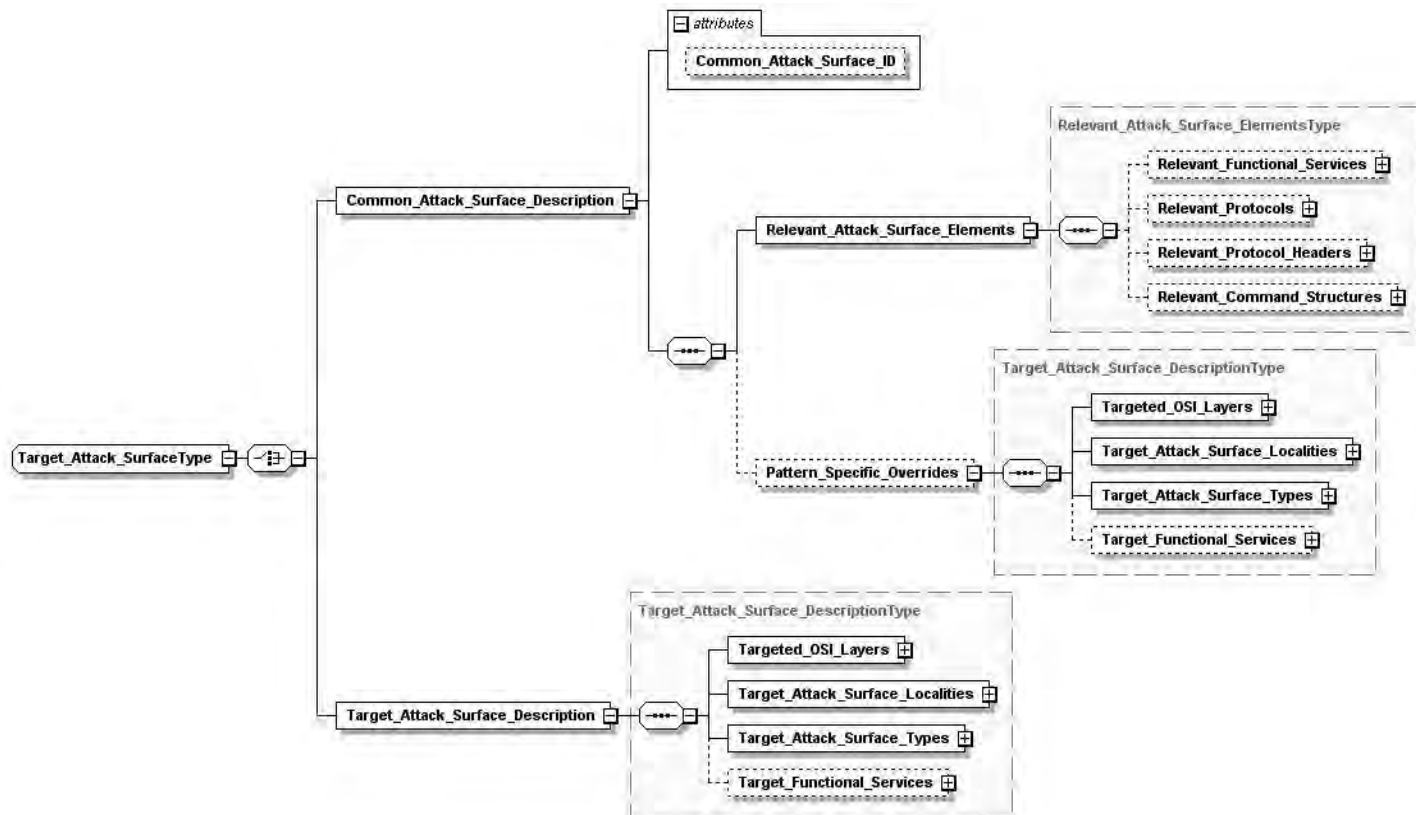 attributes
Common_Attack_Surface_ID
Relevant_Attack_Surface_ElementsType
Relevant_Functional_Services
Common_Attack_Surface_Description
Relevant_Protocols
Relevant_Attack_Surface_Elements
Relevant_Protocol_Headers
Relevant_Command_Structures
Target_Attack_Surface_DescriptionType
Targeted_OSI_Layers
Target_Attack_SurfaceType
Target_Attack_Surface_Localities
Pattern_Specific_Overrides
Target_Attack_Surface_Types
Target_Functional_Services
Target_Attack_Surface_DescriptionType
Targeted_OSI_Layers
Target_Attack_Surface_Localities
Target_Attack_Surface_Description
Target_Attack_Surface_Types
Target_Functional_Services